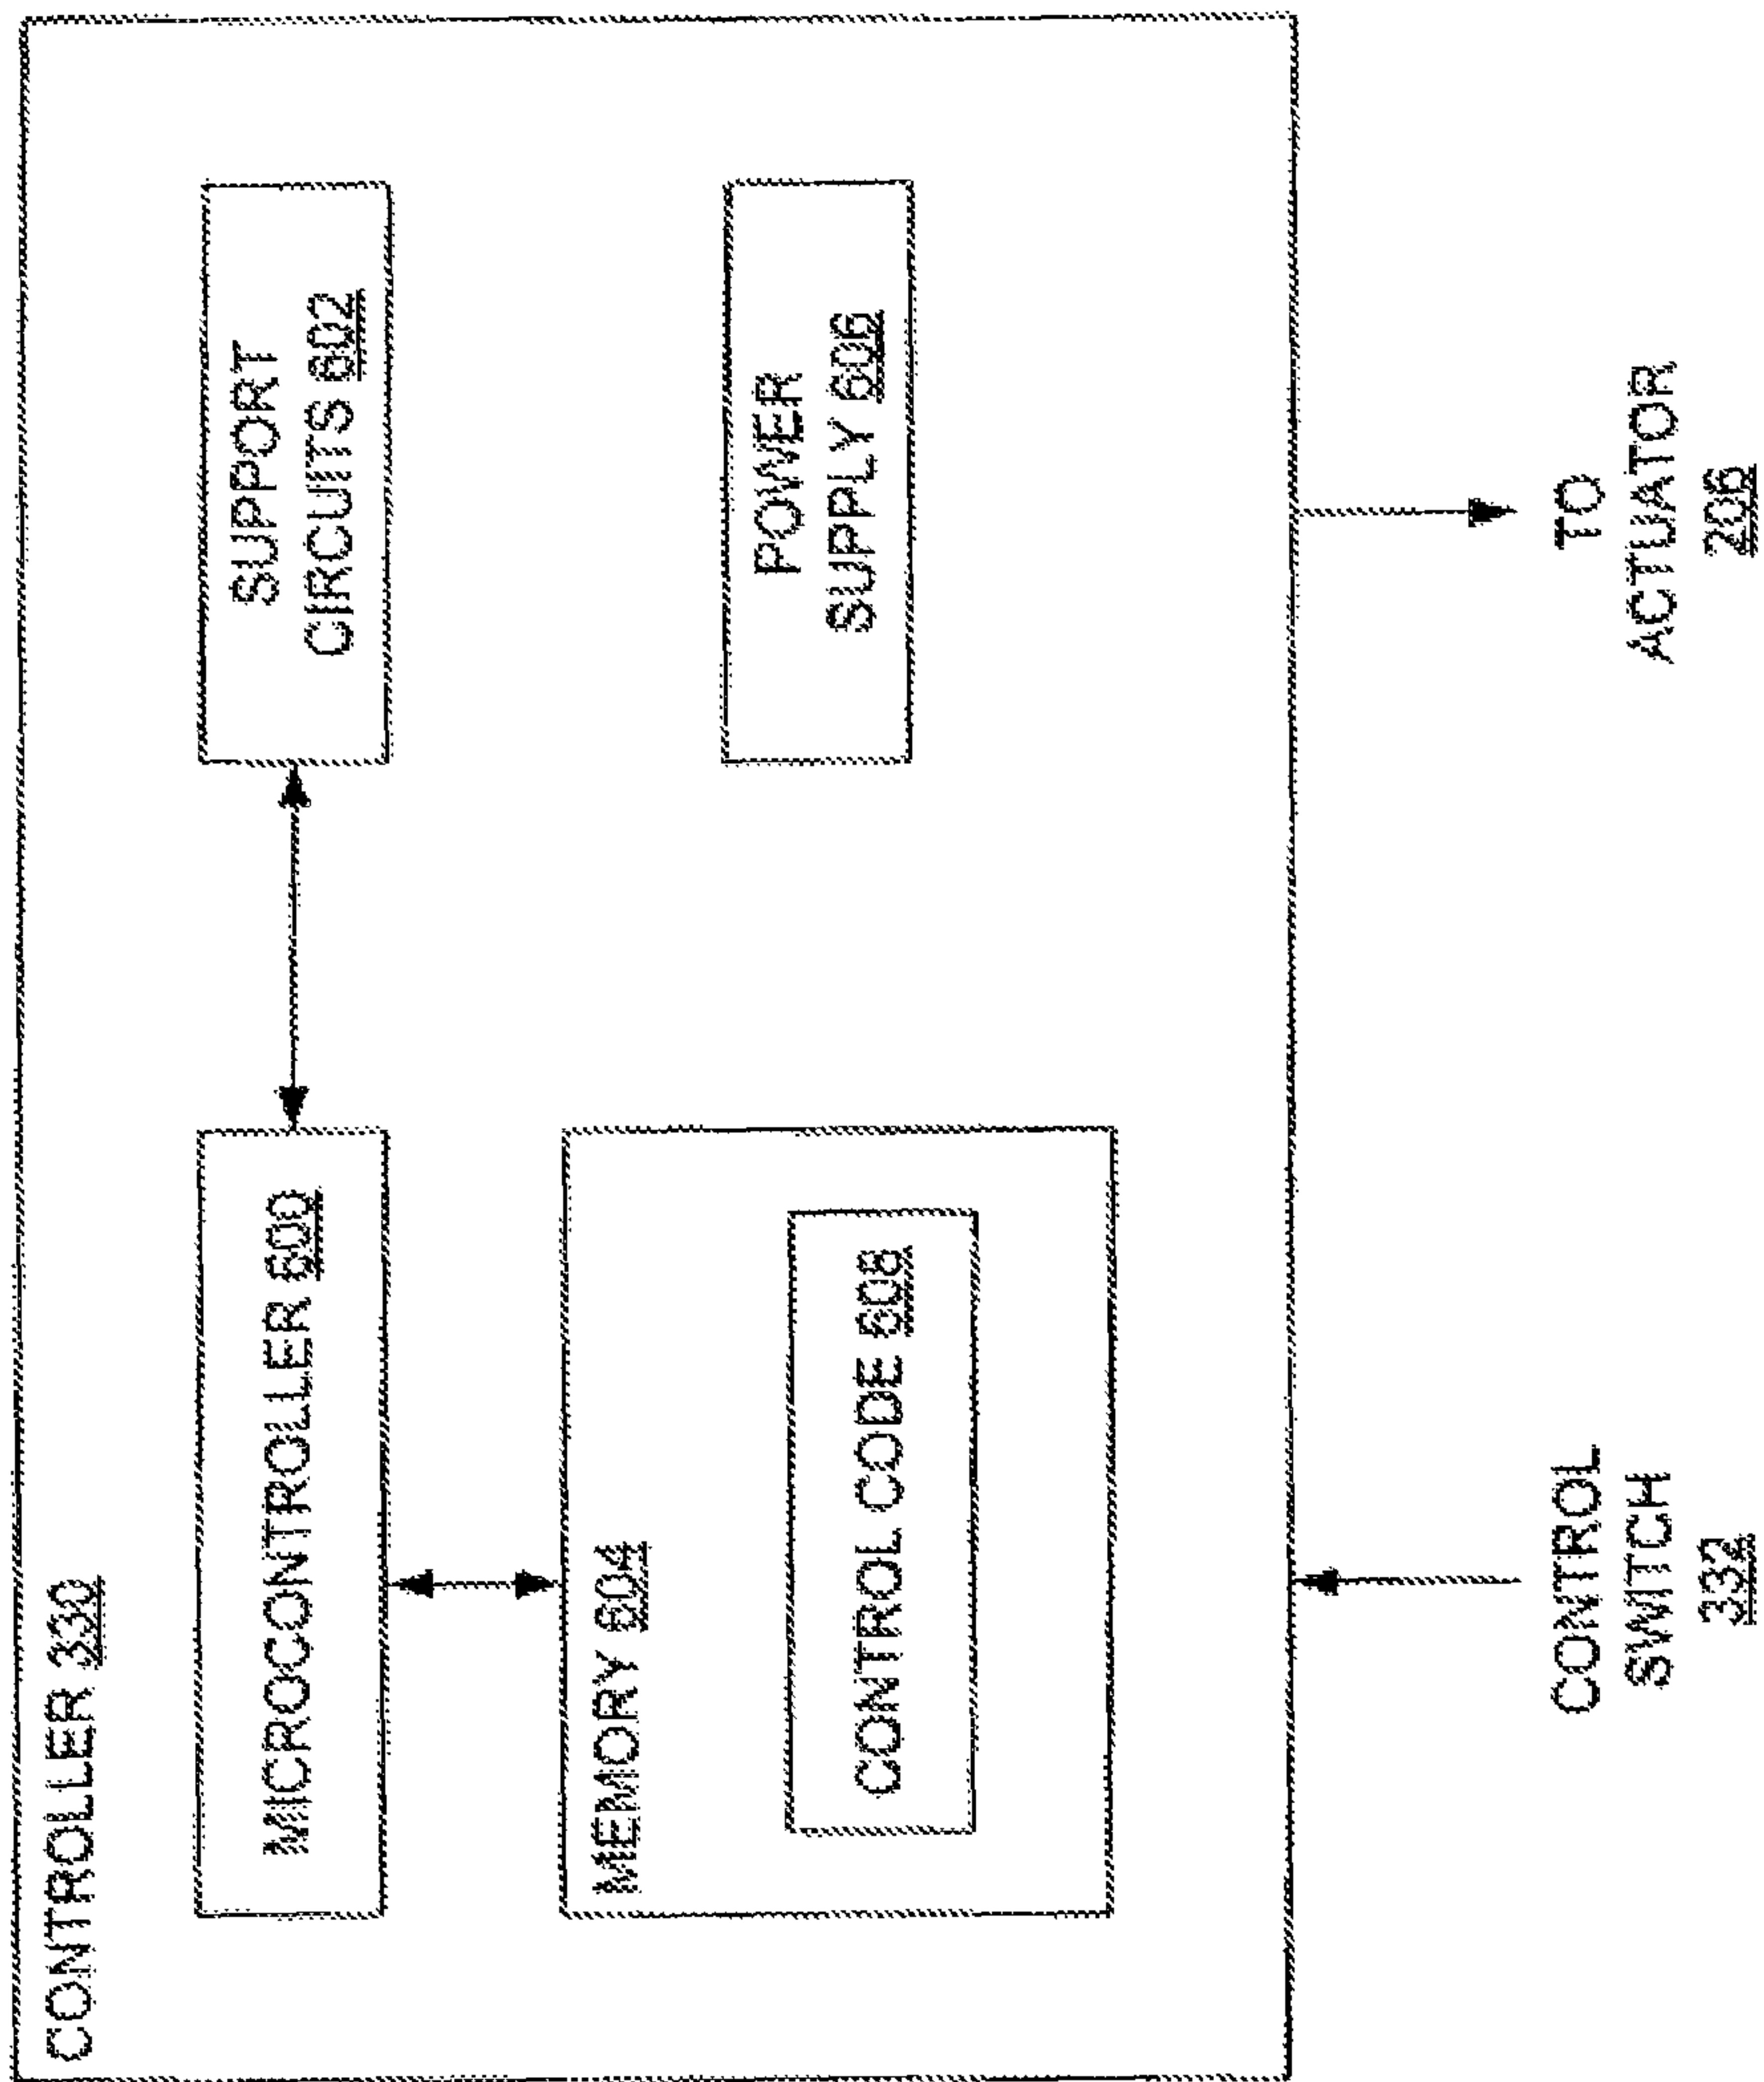 CONTROLLER 330
MICROCONTROLLER 600
SUPPORT
CIRCUITS 602
MEMORY 604
CONTROL CODE 608
POWER
SUPPLY 606
CONTROL
SWITCH
332
TO
ACTUATOR
206